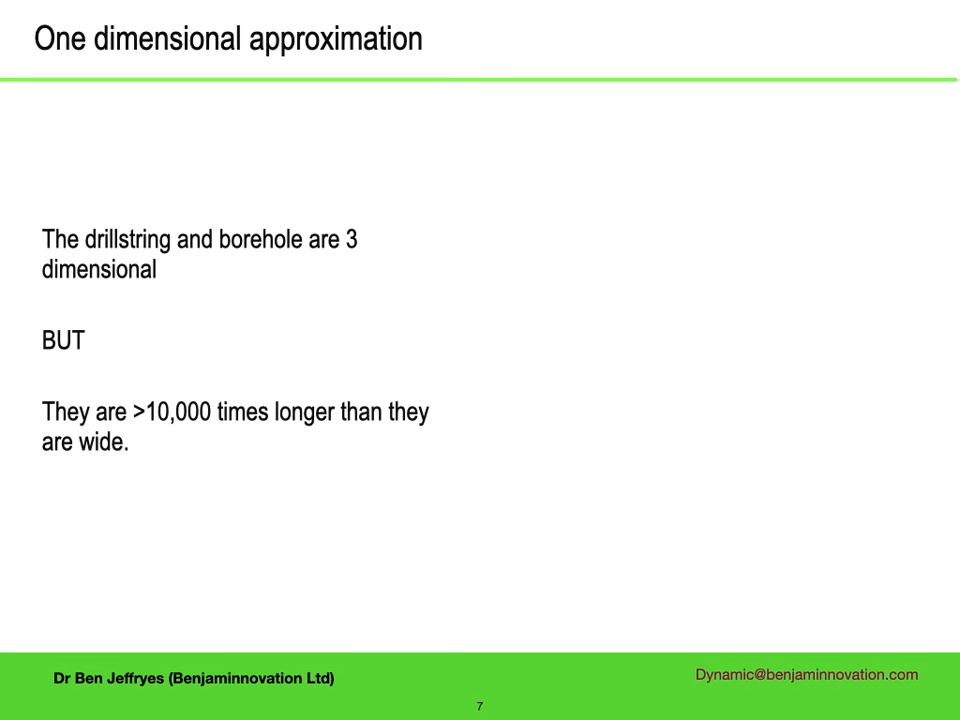 One dimensional approximation
The drillstring and borehole are 3
dimensional
BUT
They are >10,000 times longer than they
are wide.
Dr Ben Jeffryes (Benjaminnovation Ltd)
Dynamic@benjaminnovation.com
7